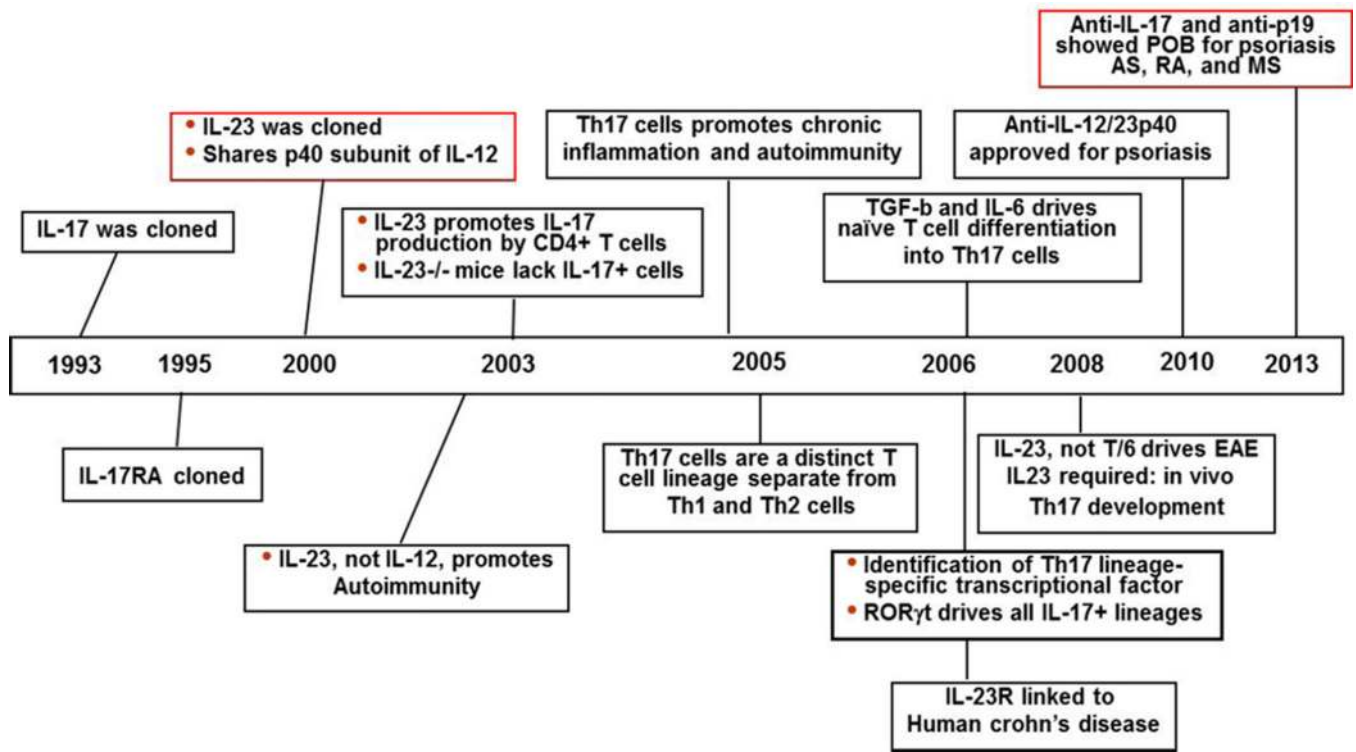 Anti-IL-17 and anti-p19
showed POB for psoriasis
AS, RA, and MS
• IL-23 was cloned
• Shares p40 subunit of IL-12
Th17 cells promotes chronic
inflammation and autoimmunity
Anti-IL-12/23p40
approved for psoriasis
IL-17 was cloned
• IL-23 promotes IL-17
production by CD4+ T cells
• IL-23-/- mice lack IL-17+ cells
TGF-b and IL-6 drives
naïve T cell differentiation
into Th17 cells
1993 1995 2000 2003 2005 2006 2008 2010 2013
IL-17RA cloned
Th17 cells are a distinct T
cell lineage separate from
Th1 and Th2 cells
IL-23, not T/6 drives EAE
IL23 required: in vivo
Th17 development
• IL-23, not IL-12, promotes
Autoimmunity
• Identification of Th17 lineage-
specific transcriptional factor
• RORγt drives all IL-17+ lineages
IL-23R linked to
Human crohn's disease